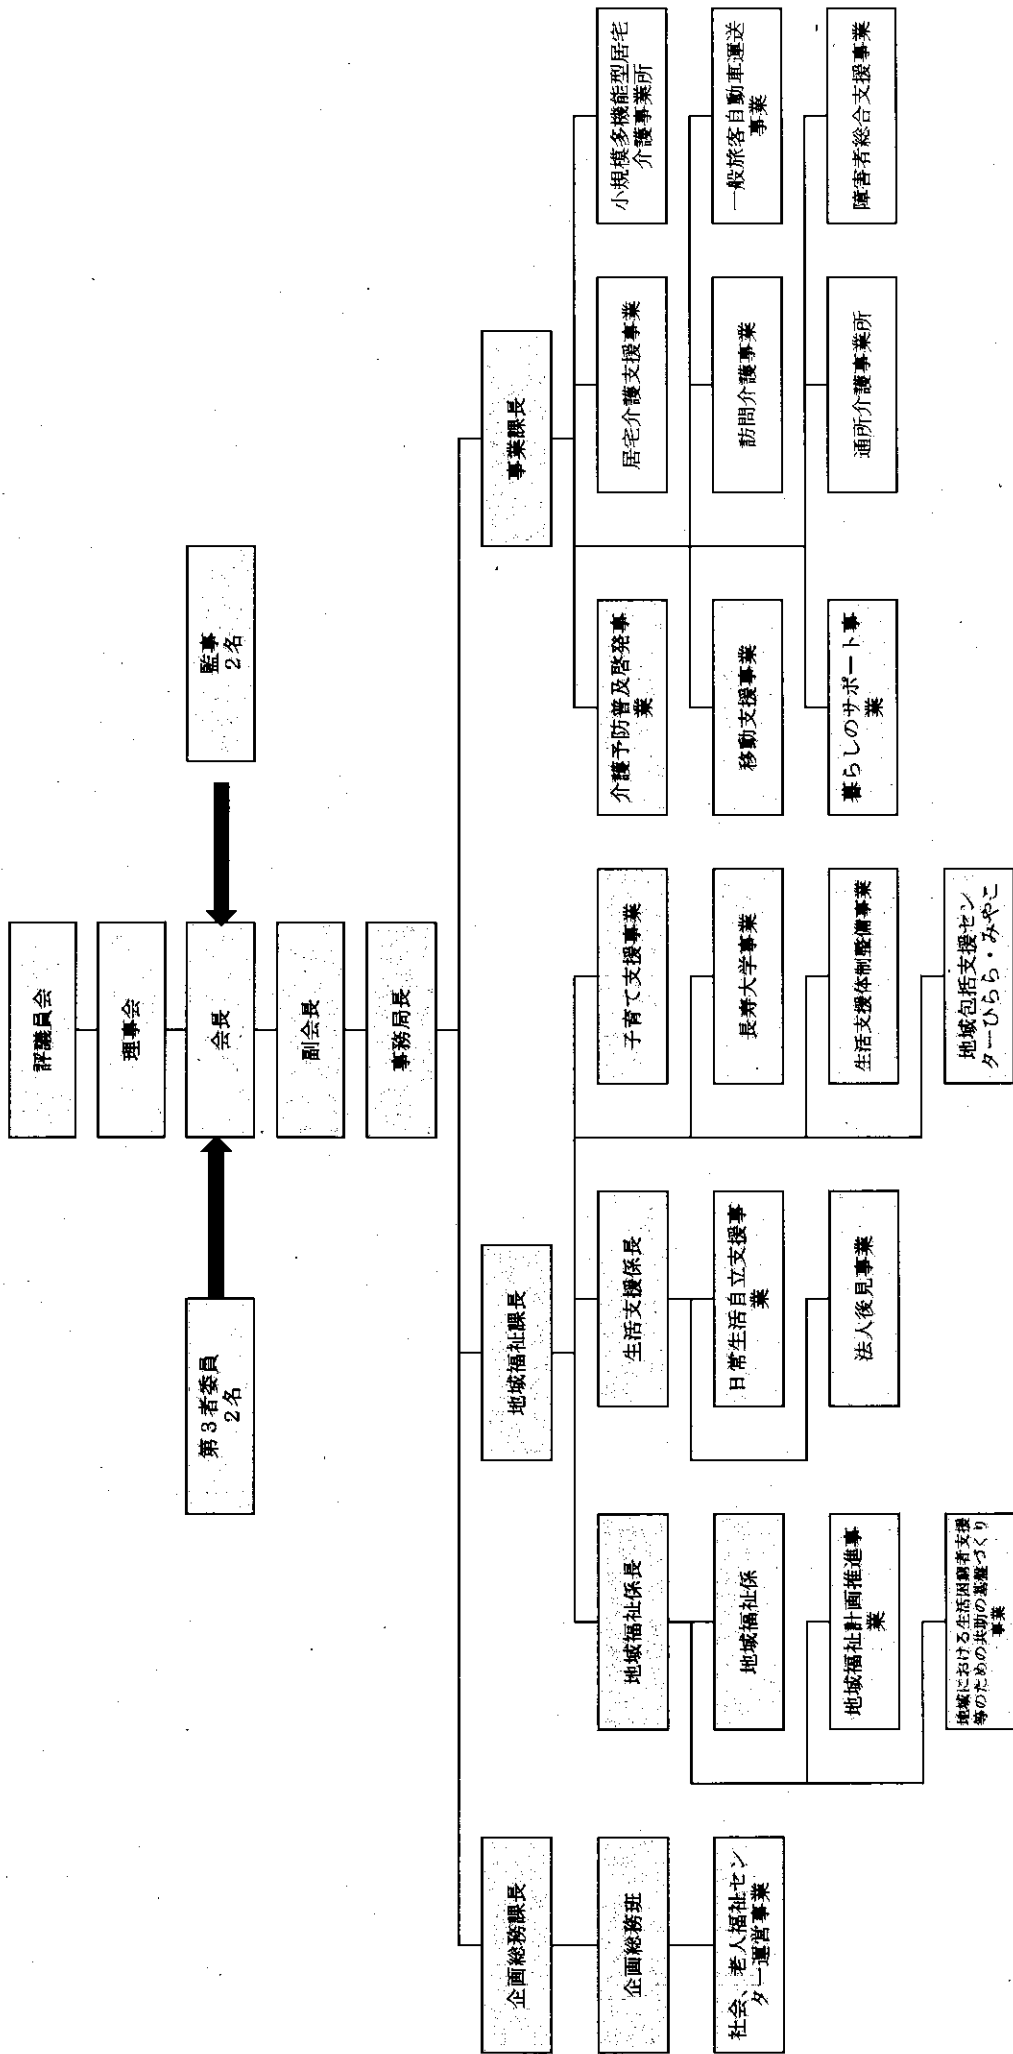 評議員会
理事会
第3者委員
2名
会長
監事
2名
副会長
事務局長
企画総務課長
地域福祉課長
事業課長
企画総務班
社会、老人福祉セン
ター運営事業
地域福祉係長
地域福祉係
地域福祉計画推進事
業
地域における生活困窮者支援
等のための共助の基盤づくり
事業
生活支援係長
日常生活自立支援事
業
法人後見事業
子育て支援事業
長寿大学事業
生活支援体制整備事業
地域包括支援セン
ターひらら・みやこ
介護予防普及啓発事
業
移動支援事業
暮らしのサポート事
業
居宅介護支援事業
訪問介護事業
通所介護事業所
小規模多機能型居宅
介護事業所
一般旅客自動車運送
事業
障害者総合支援事業